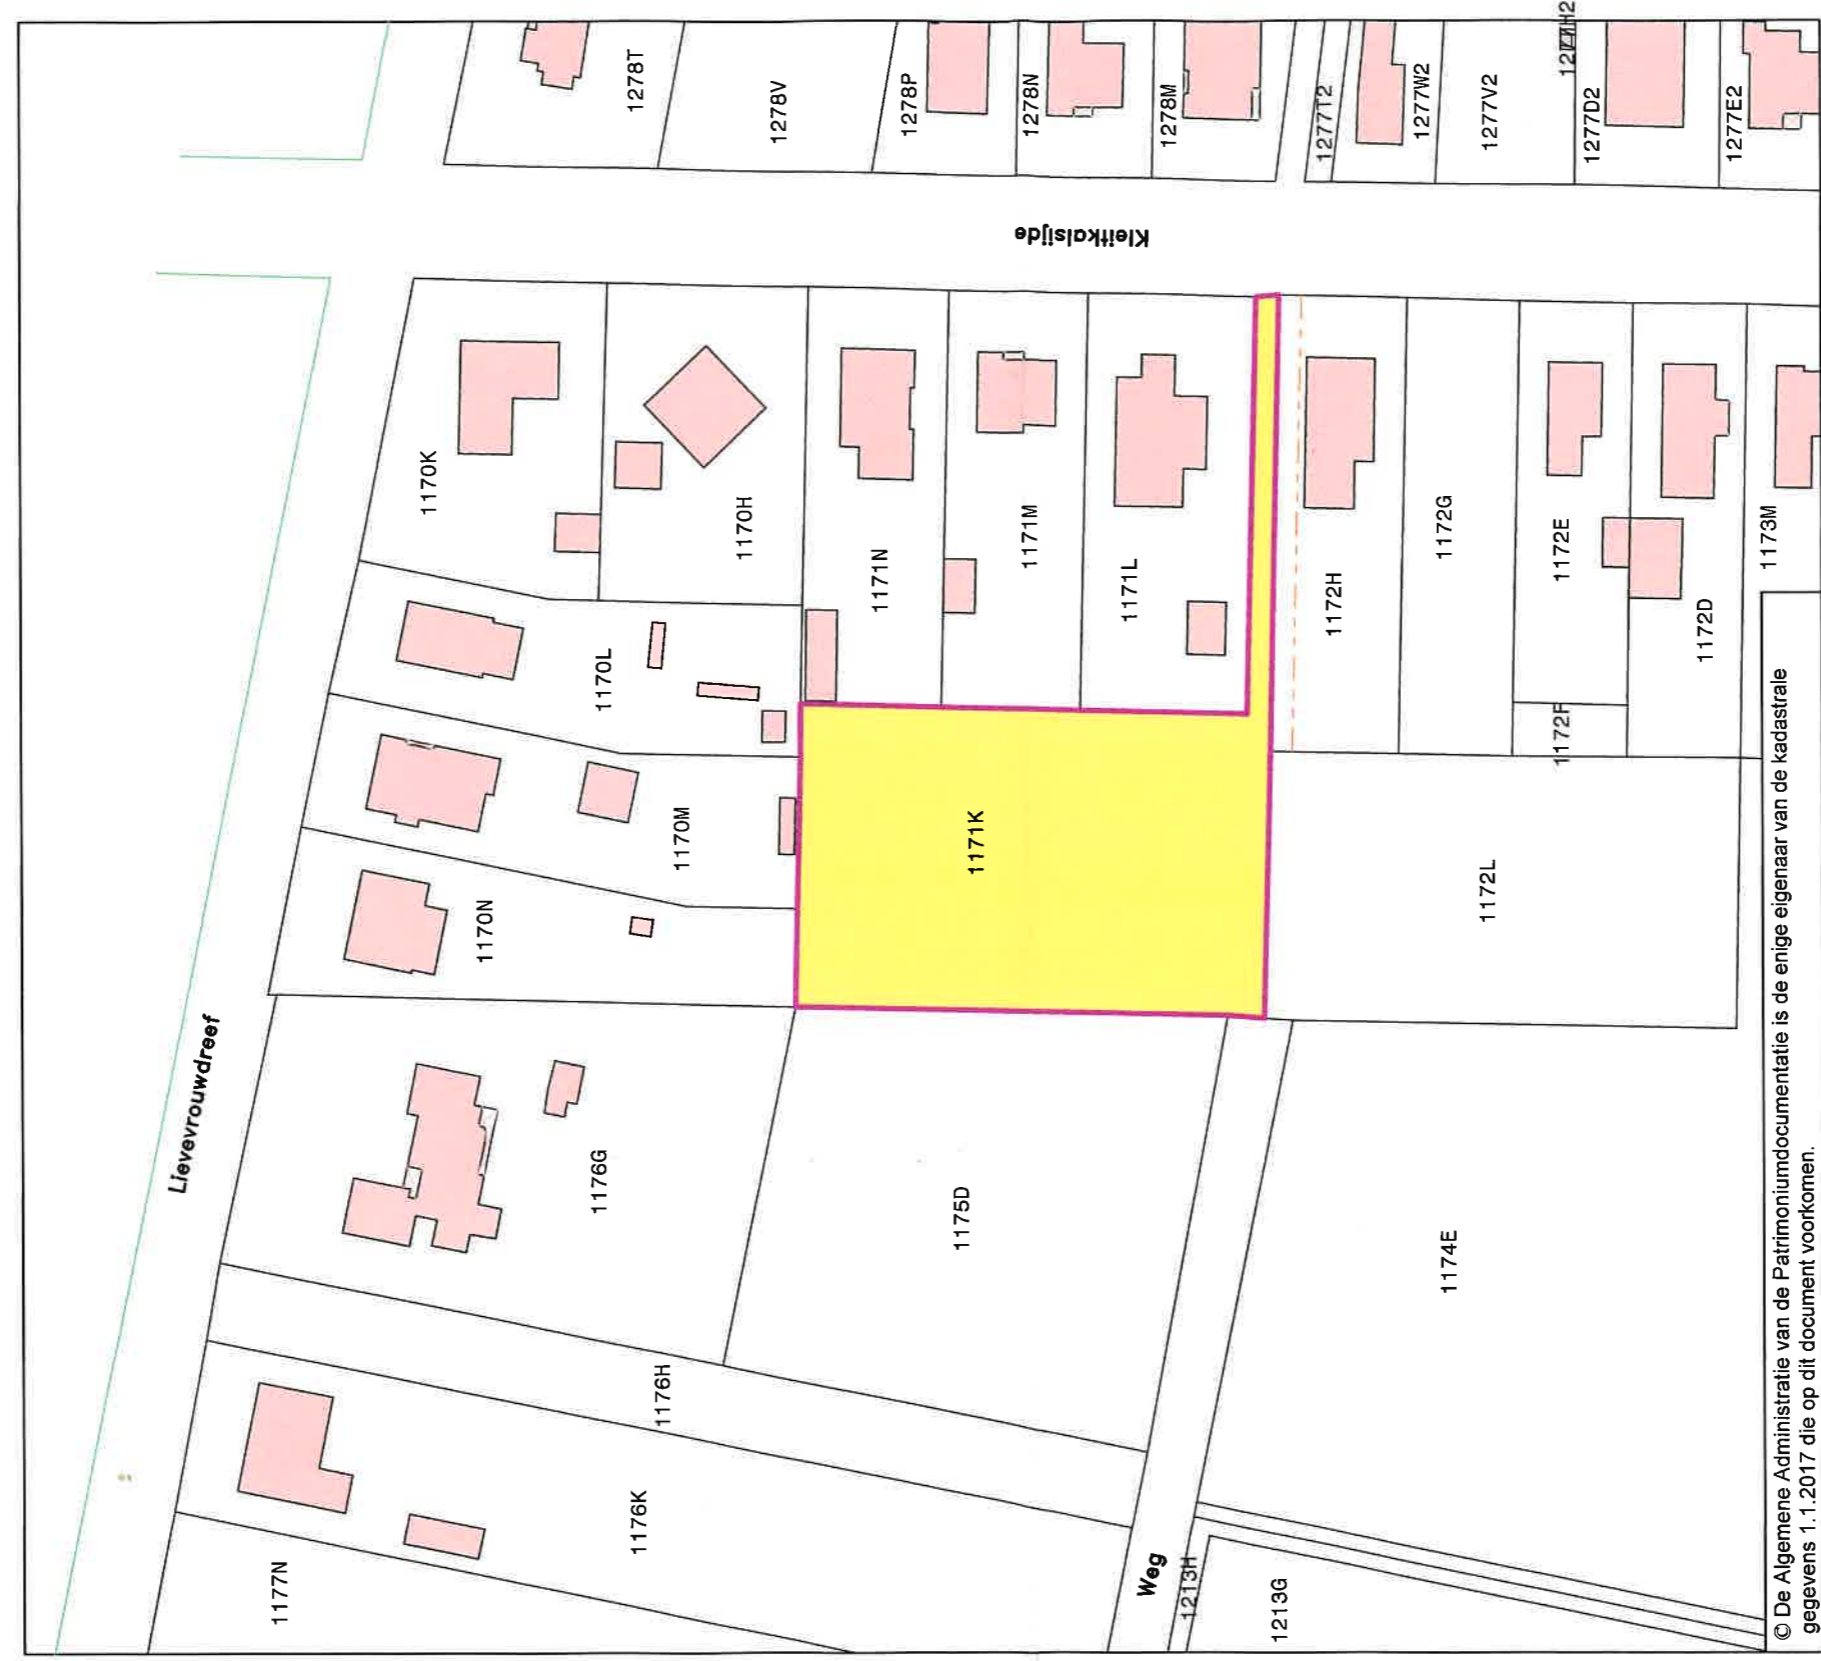 1278T
1278V
1278P
1278N
1278M
1277T2
1277W2
1277V2
1277D2
1277E2
Kleitkalsijde
1170K
1170H
1171N
1171M
1171L
1172H
1172G
1172E
1172D
1173M
1172F
1170L
1170M
1170N
1171K
1172L
Lievevrouwdreef
1176G
1175D
1174E
1176H
1176K
1177N
Weg
1213H
1213G
© De Algemene Administratie van de Patrimoniumdocumentatie is de enige eigenaar van de kadastrale
gegevens 1.1.2017 die op dit document voorkomen.